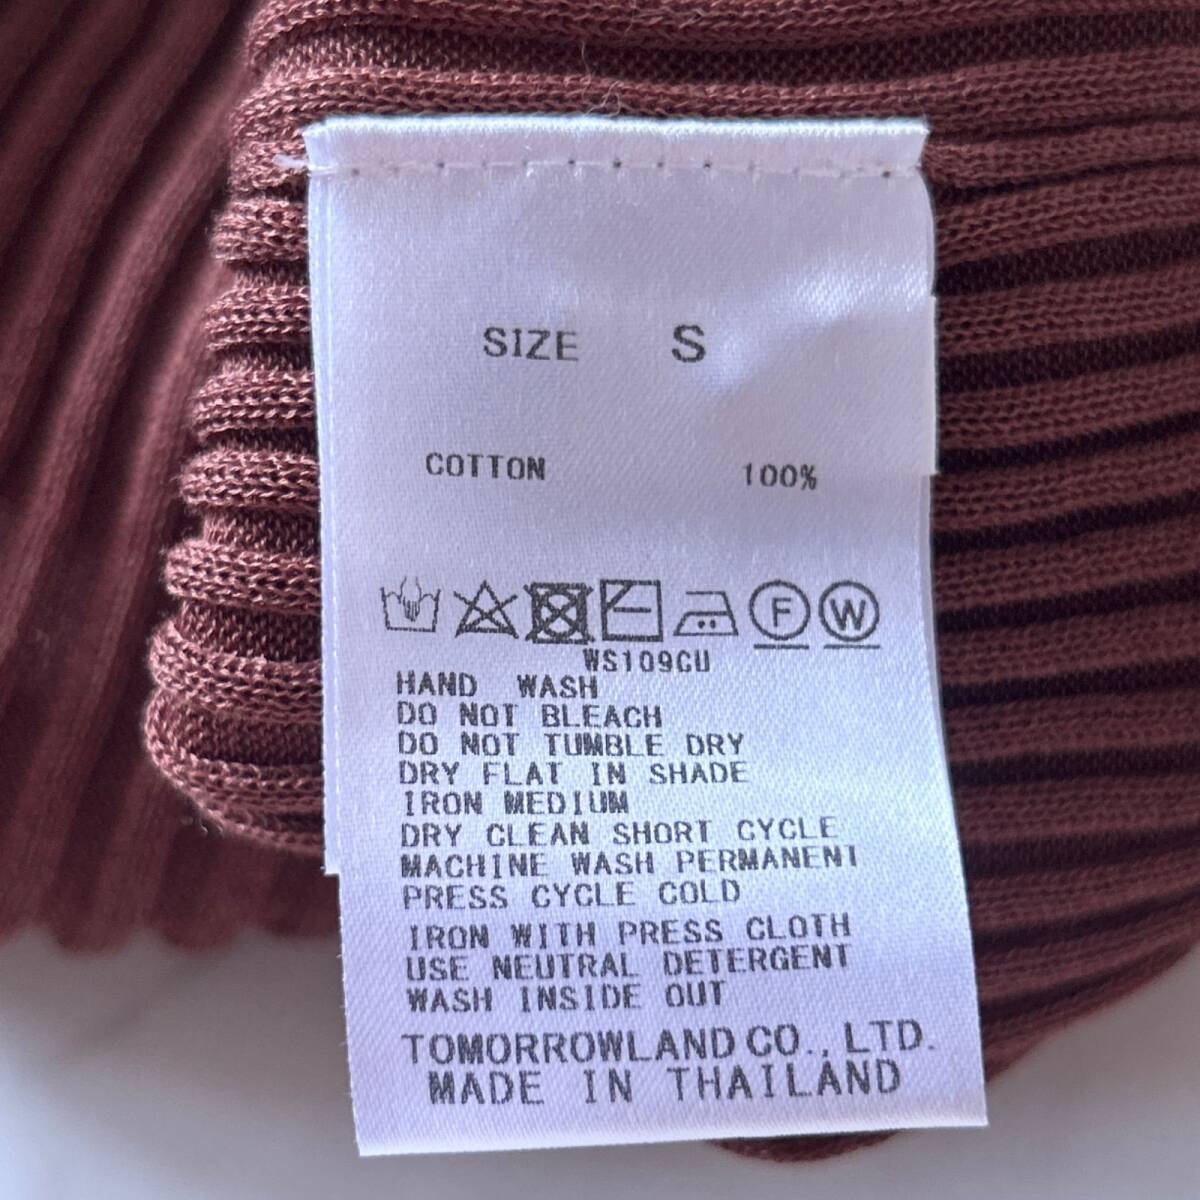 SIZE S
COTTON 100%
F W
WS109CU
HAND WASH
DO NOT BLEACH
DO NOT TUMBLE DRY
DRY FLAT IN SHADE
IRON MEDIUM
DRY CLEAN SHORT CYCLE
MACHINE WASH PERMANENT
PRESS CYCLE COLD
IRON WITH PRESS CLOTH
USE NEUTRAL DETERGENT
WASH INSIDE OUT
TOMORROWLAND CO., LTD.
MADE IN THAILAND